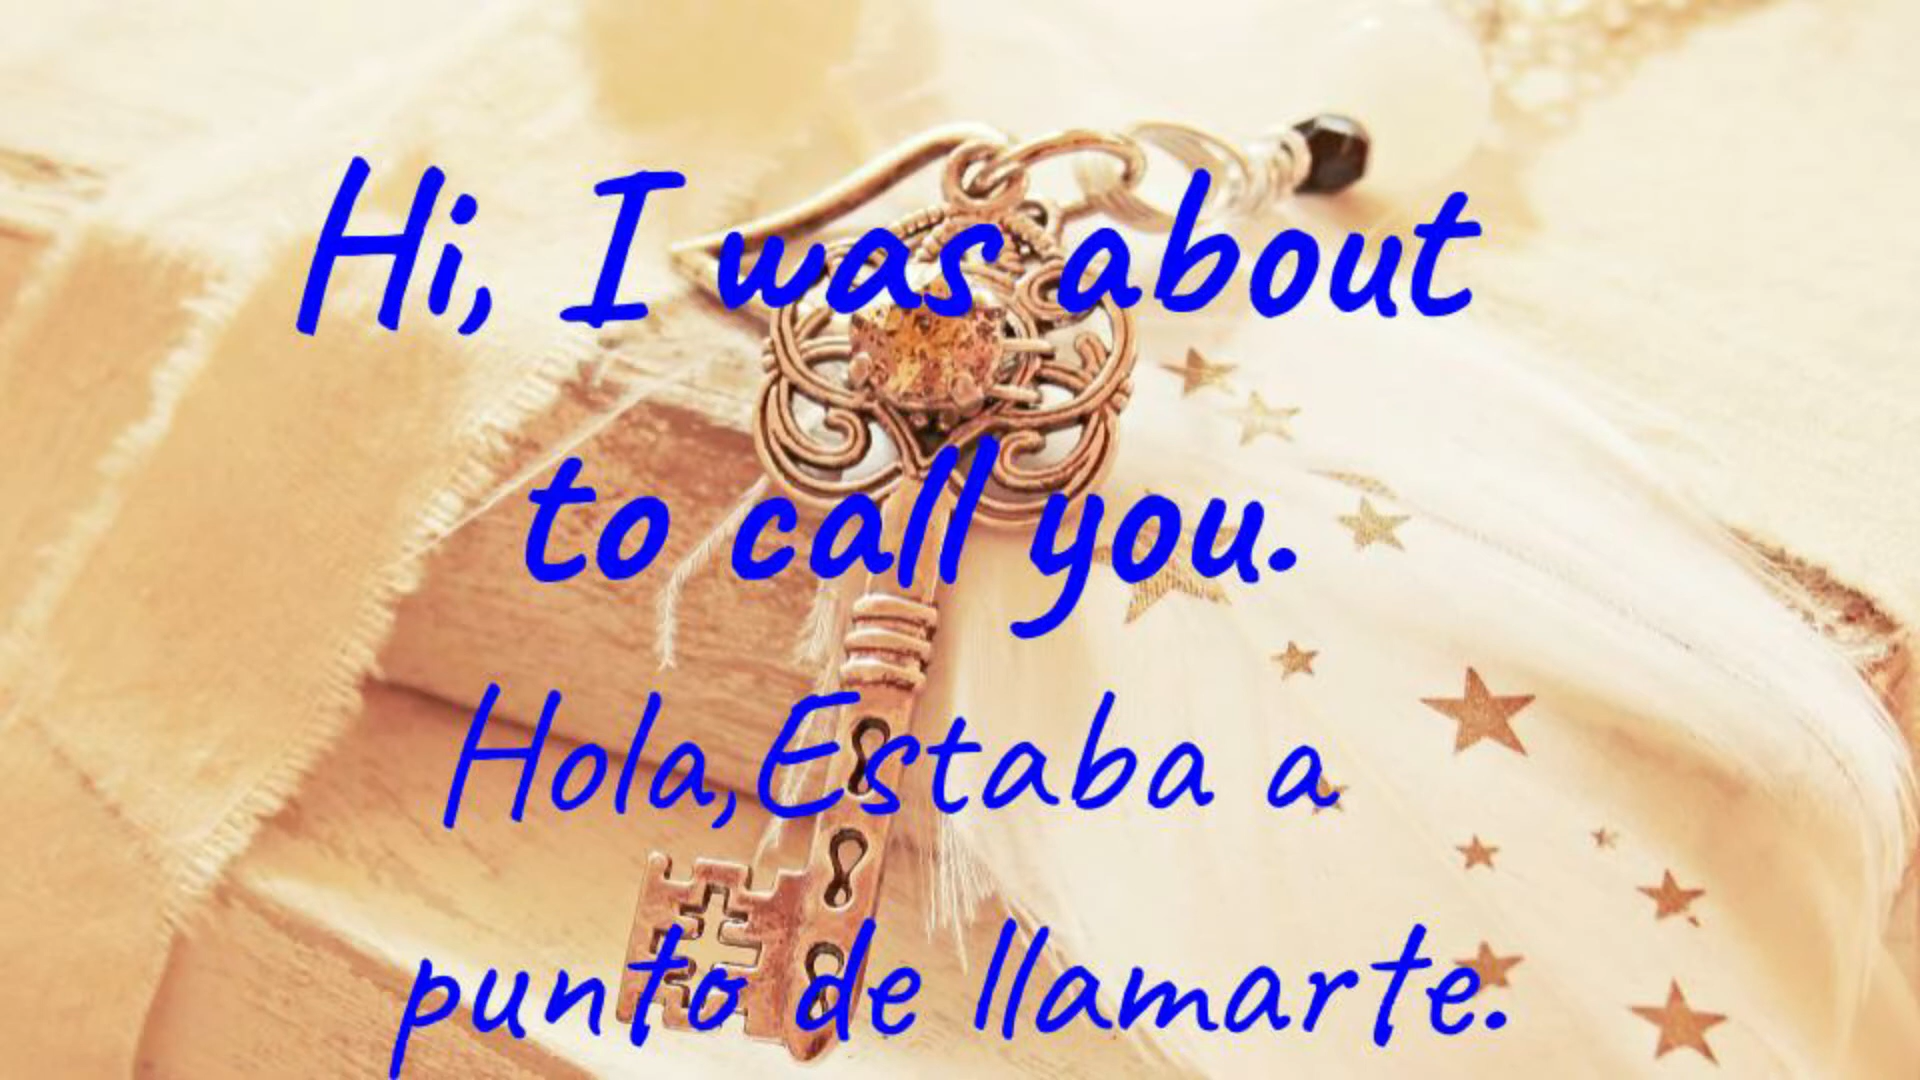 Hi, I was about
to call you.
Hola,Estaba a
punto de llamarte.